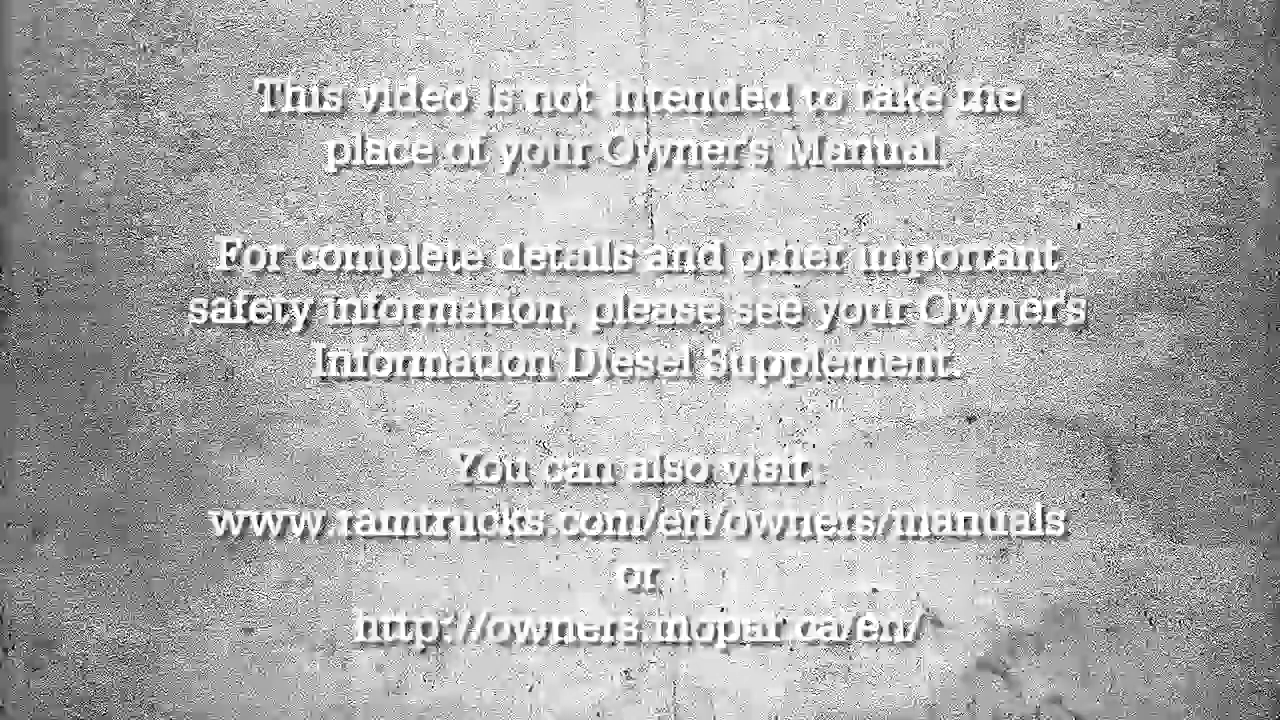 This video is not intended to take the
place of your Owner's Manual.
For complete details and other important
safety information, please see your Owner's
Information Diesel Supplement.
You can also visit
www.ramtrucks.com/en/owners/manuals
or
http://owners.mopar.ca/en/